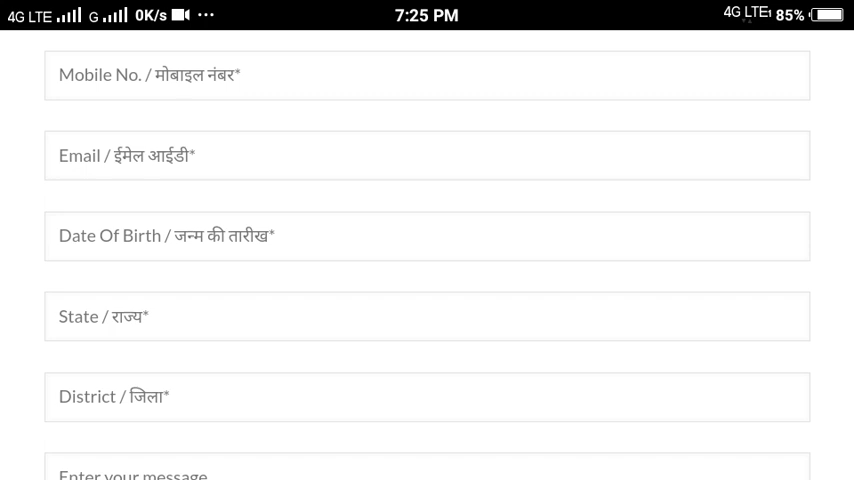 4G LTE G 0K/s ... 7:25 PM 4G LTE 85%
Mobile No. / मोबाइल नंबर*
Email / ईमेल आईडी*
Date Of Birth / जन्म की तारीख*
State / राज्य*
District / जिला*
Enter your message